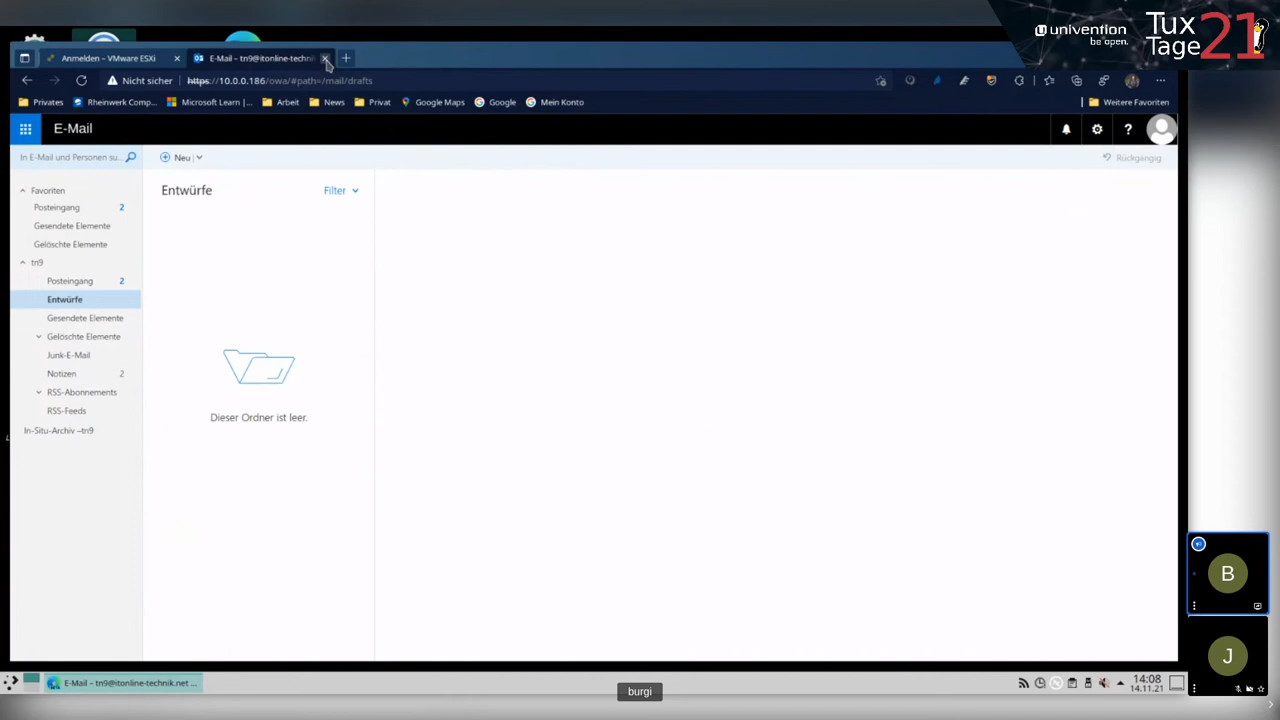 univention
be open.
Tux
Tage
21
Anmelden – VMware ESXi
E-Mail – tn9@itonline-techni
Nicht sicher
https://10.0.0.186/owa/#path=/mail/drafts
Privates
Rheinwerk Comp...
Microsoft Learn |...
Arbeit
News
Privat
Google Maps
Google
Mein Konto
Weitere Favoriten
E-Mail
In E-Mail und Personen su...
Neu
Rückgängig
Favoriten
Posteingang 2
Gesendete Elemente
Gelöschte Elemente
tn9
Posteingang 2
Entwürfe
Gesendete Elemente
Gelöschte Elemente
Junk-E-Mail
Notizen 2
RSS-Abonnements
RSS-Feeds
In-Situ-Archiv –tn9
Entwürfe
Filter
Dieser Ordner ist leer.
B
J
E-Mail – tn9@itonline-technik.net ...
14:08
14.11.21
burgi